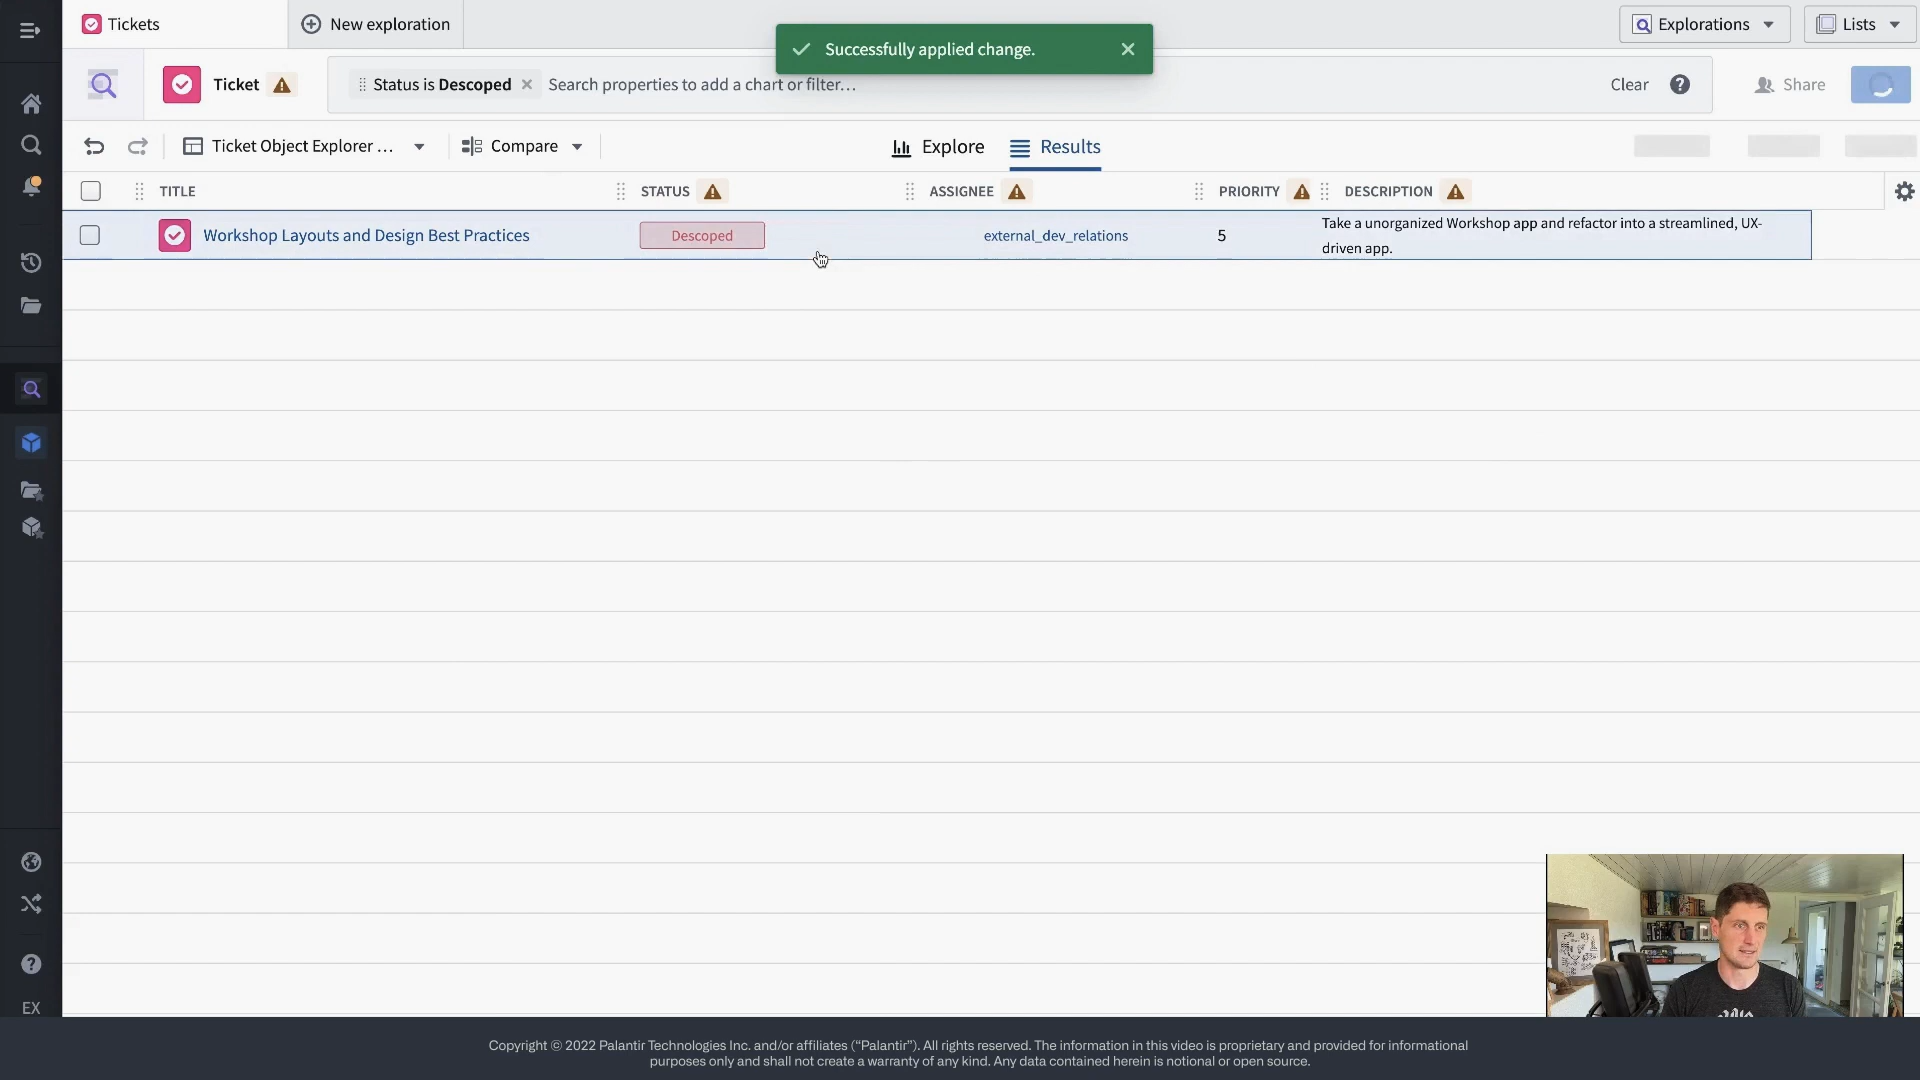 Tickets
New exploration
Successfully applied change.
Explorations
Lists
Ticket
Status is Descoped
Search properties to add a chart or filter…
Clear
Share
Ticket Object Explorer …
Compare
Explore
Results
TITLE
STATUS
ASSIGNEE
PRIORITY
DESCRIPTION
Workshop Layouts and Design Best Practices
Descoped
external_dev_relations
5
Take a unorganized Workshop app and refactor into a streamlined, UX-
driven app.
EX
Copyright © 2022 Palantir Technologies Inc. and/or affiliates (“Palantir”). All rights reserved. The information in this video is proprietary and provided for informational
purposes only and shall not create a warranty of any kind. Any data contained herein is notional or open source.